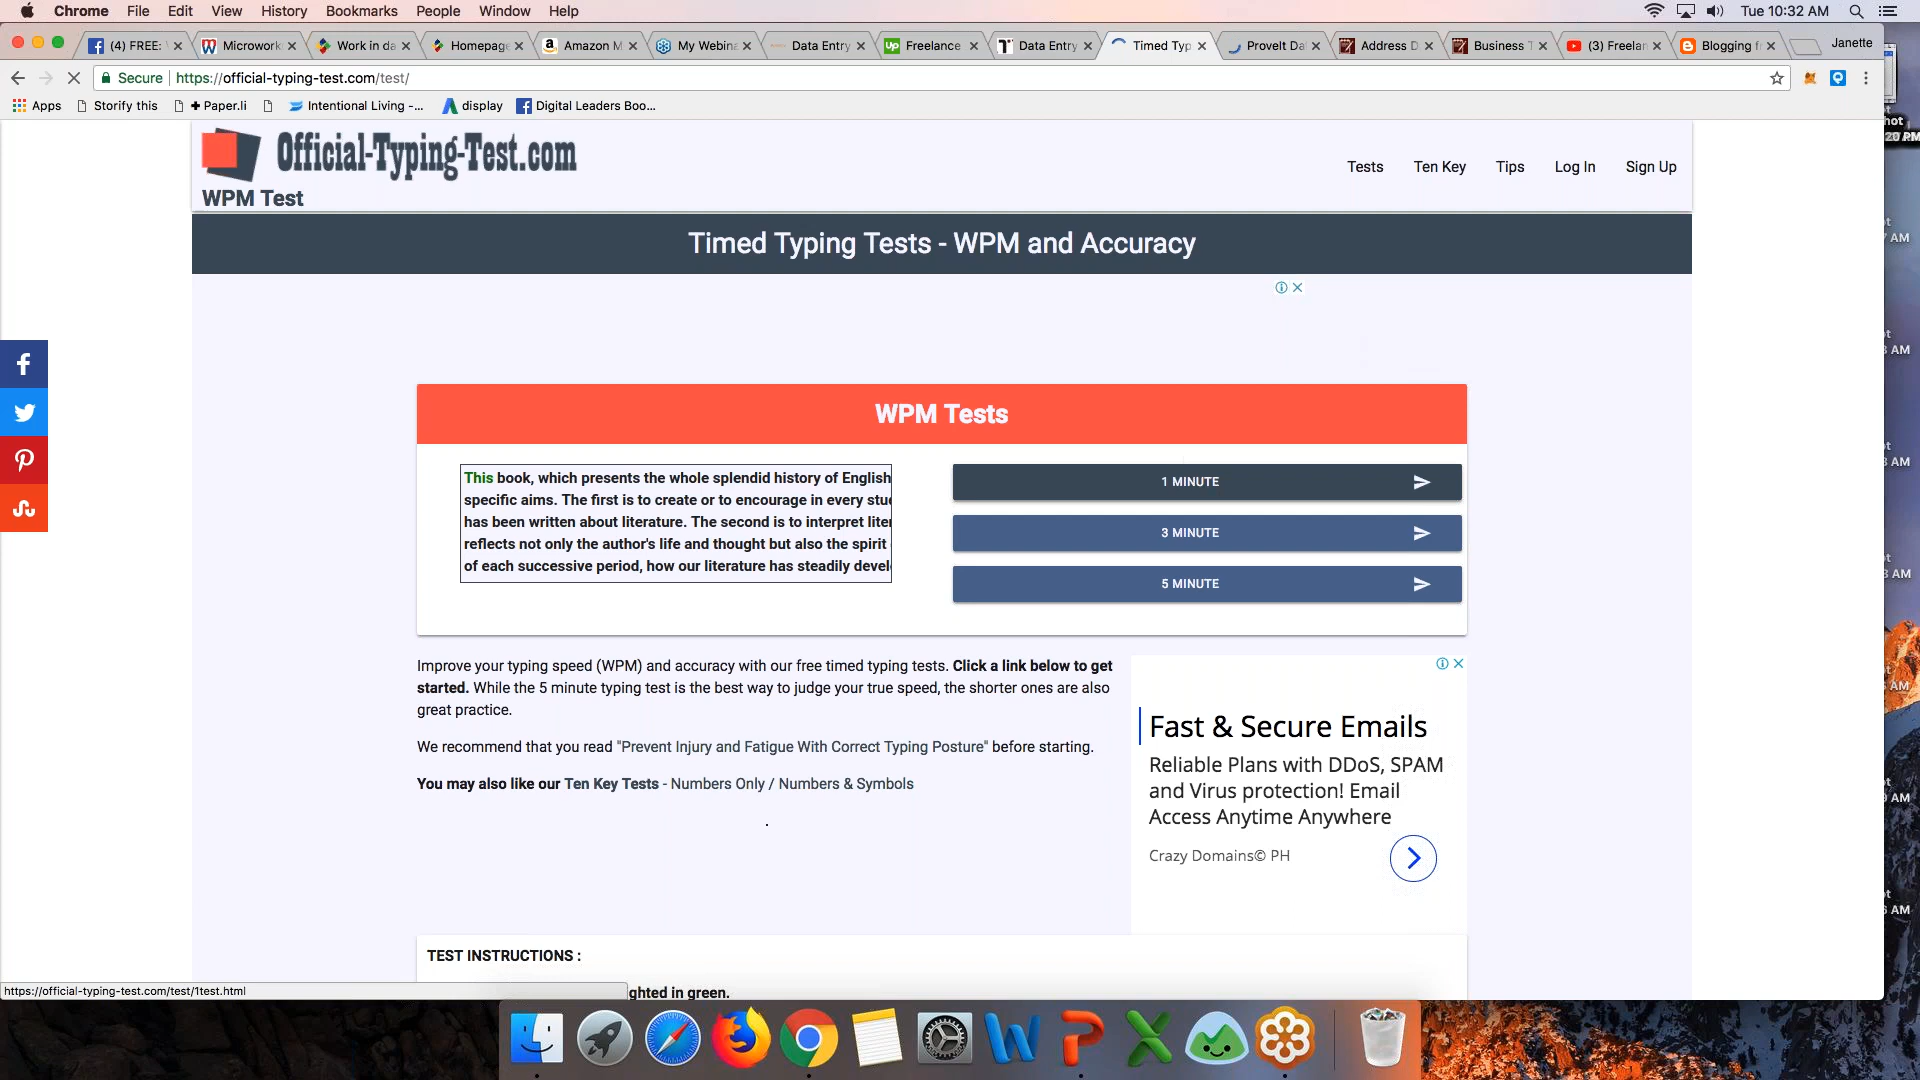 Chrome File Edit View History Bookmarks People Window Help Tue 10:32 AM
(4) FREE: Microwork Work in da Homepage Amazon M My Webina Data Entry Freelance Data Entry Timed Typ ProveIt Da Address D Business T (3) Freelan Blogging f Janette
Secure https://official-typing-test.com/test/
Apps Storify this + Paper.li Intentional Living -... display Digital Leaders Boo...
Official-Typing-Test.com
WPM Test
Tests Ten Key Tips Log In Sign Up
Timed Typing Tests - WPM and Accuracy
WPM Tests
This book, which presents the whole splendid history of English
specific aims. The first is to create or to encourage in every stu
has been written about literature. The second is to interpret liter
reflects not only the author's life and thought but also the spirit
of each successive period, how our literature has steadily devel
1 MINUTE
3 MINUTE
5 MINUTE
Improve your typing speed (WPM) and accuracy with our free timed typing tests. Click a link below to get
started. While the 5 minute typing test is the best way to judge your true speed, the shorter ones are also
great practice.
We recommend that you read "Prevent Injury and Fatigue With Correct Typing Posture" before starting.
You may also like our Ten Key Tests - Numbers Only / Numbers & Symbols
.
Fast & Secure Emails
Reliable Plans with DDoS, SPAM
and Virus protection! Email
Access Anytime Anywhere
Crazy Domains© PH
TEST INSTRUCTIONS :
ghted in green.
https://official-typing-test.com/test/1test.html